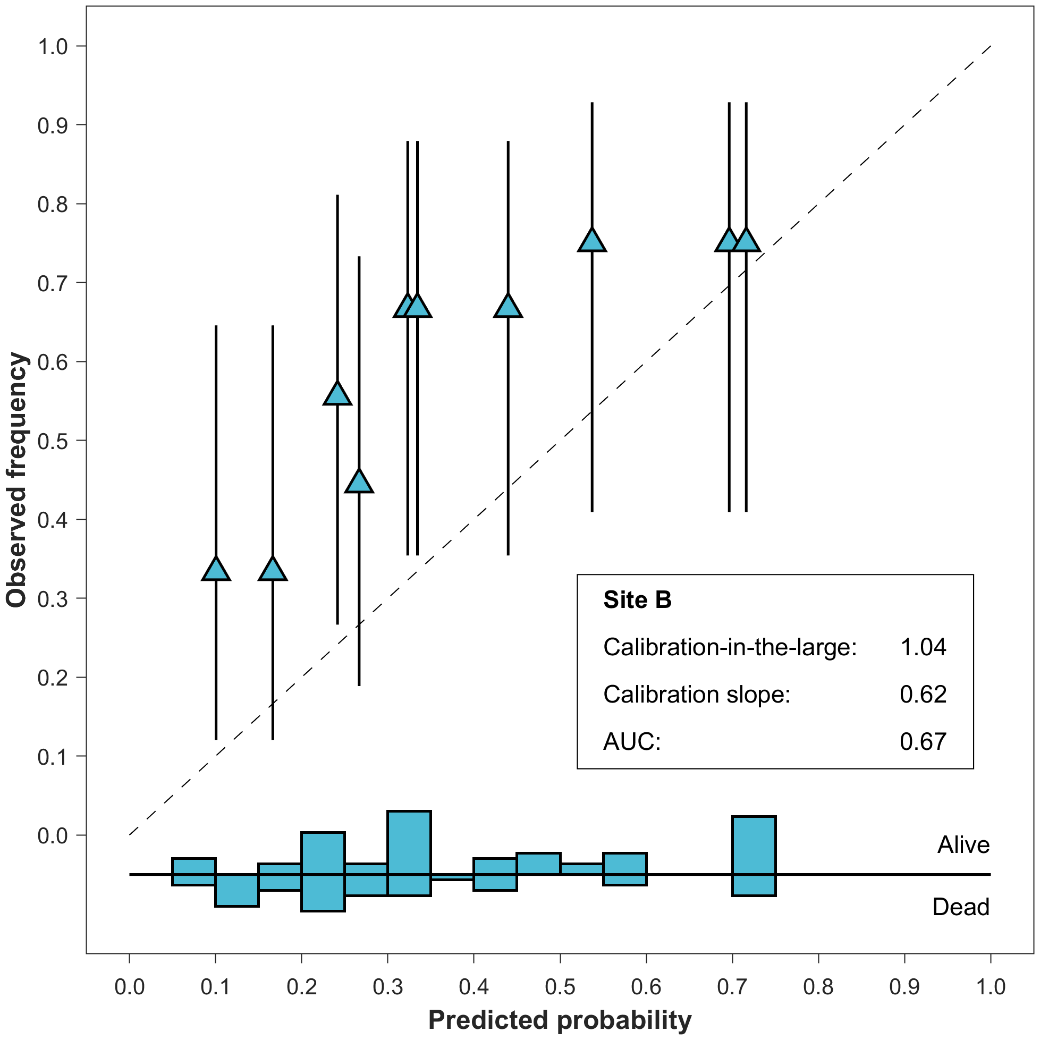 1.0
0.9
0.8
0.7
0.6
0.5
0.4
0.3
0.2
0.1
0.0
Observed frequency
Site B
Calibration-in-the-large: 1.04
Calibration slope: 0.62
AUC: 0.67
Alive
Dead
0.0 0.1 0.2 0.3 0.4 0.5 0.6 0.7 0.8 0.9 1.0
Predicted probability